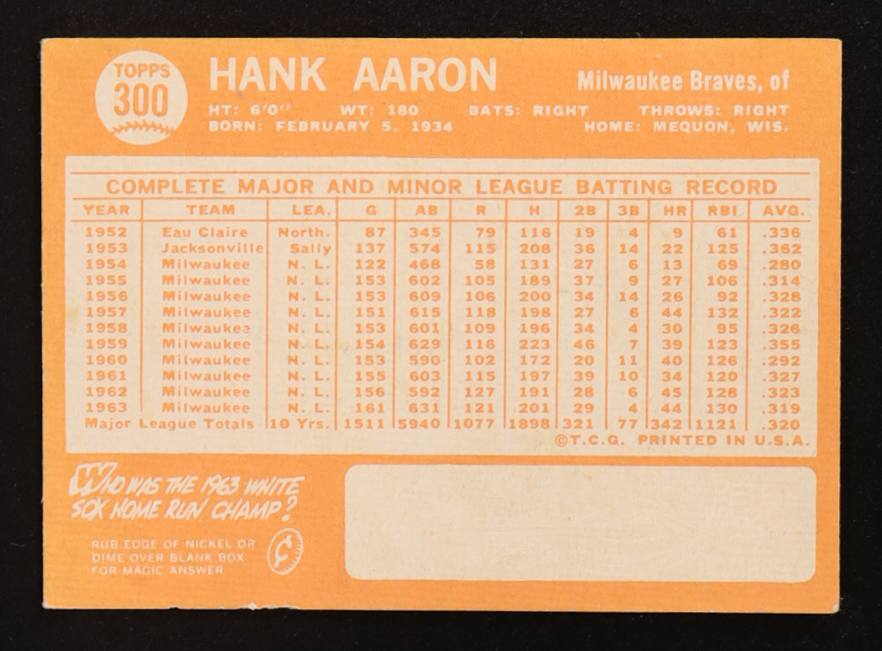 TOPPS
300
HANK AARON
Milwaukee Braves, of
HT: 6'0" WT: 180 BATS: RIGHT THROWS: RIGHT
BORN: FEBRUARY 5, 1934 HOME: MEQUON, WIS.
COMPLETE MAJOR AND MINOR LEAGUE BATTING RECORD
YEAR TEAM LEA. G AB R H 2B 3B HR RBI AVG.
1952 Eau Claire North. 87 345 79 116 19 4 9 61 .336
1953 Jacksonville Sally 137 574 115 208 36 14 22 125 .362
1954 Milwaukee N. L. 122 468 58 131 27 6 13 69 .280
1955 Milwaukee N. L. 153 602 105 189 37 9 27 106 .314
1956 Milwaukee N. L. 153 609 106 200 34 14 26 92 .328
1957 Milwaukee N. L. 151 615 118 198 27 6 44 132 .322
1958 Milwaukee N. L. 153 601 109 196 34 4 30 95 .326
1959 Milwaukee N. L. 154 629 116 223 46 7 39 123 .355
1960 Milwaukee N. L. 153 590 102 172 20 11 40 126 .292
1961 Milwaukee N. L. 155 603 115 197 39 10 34 120 .327
1962 Milwaukee N. L. 156 592 127 191 28 6 45 128 .323
1963 Milwaukee N. L. 161 631 121 201 29 4 44 130 .319
Major League Totals 10 Yrs. 1511 5940 1077 1898 321 77 342 1121 .320
©T.C.G. PRINTED IN U.S.A.
WHO WAS THE 1963 WHITE
SOX HOME RUN CHAMP?
RUB EDGE OF NICKEL OR
DIME OVER BLANK BOX
FOR MAGIC ANSWER
¢